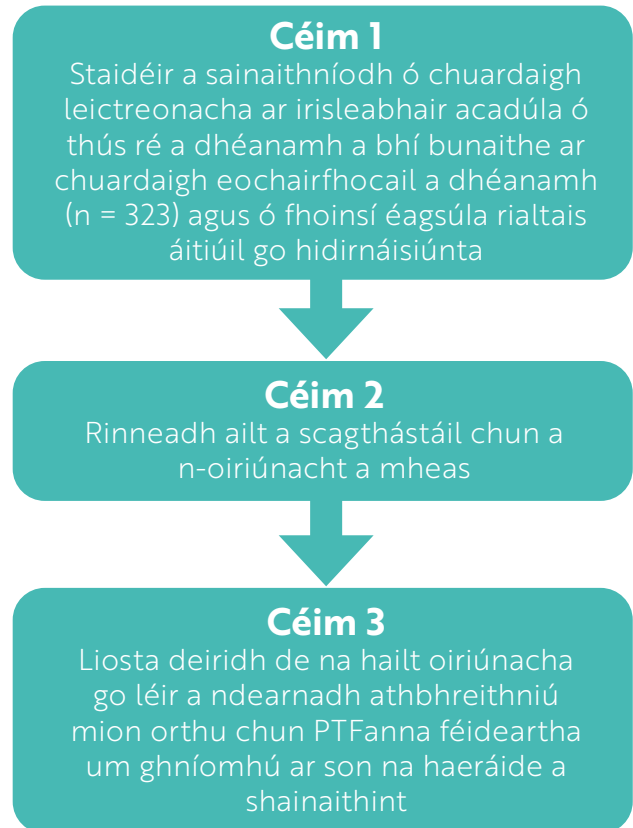 Céim 1
Staidéir a sainaithníodh ó chuardaigh
leictreonacha ar irisleabhair acadúla ó
thús ré a dhéanamh a bhí bunaithe ar
chuardaigh eochairfhocail a dhéanamh
(n = 323) agus ó fhoinsí éagsúla rialtais
áitiúil go hidirnáisiúnta
Céim 2
Rinneadh ailt a scagthástáil chun a
n-oiriúnacht a mheas
Céim 3
Liosta deiridh de na hailt oiriúnacha
go léir a ndearnadh athbhreithniú
mion orthu chun PTFanna féideartha
um ghníomhú ar son na haeráide a
shainaithint